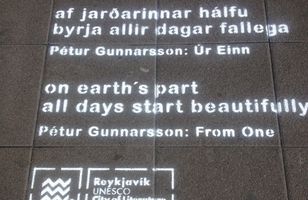 af jarðarinnar hálfu
byrja allir dagar fallega
Pétur Gunnarsson: Úr Einn
on earth´s part
all days start beautifully
Pétur Gunnarsson: From One
Reykjavík
UNESCO
City of Literature